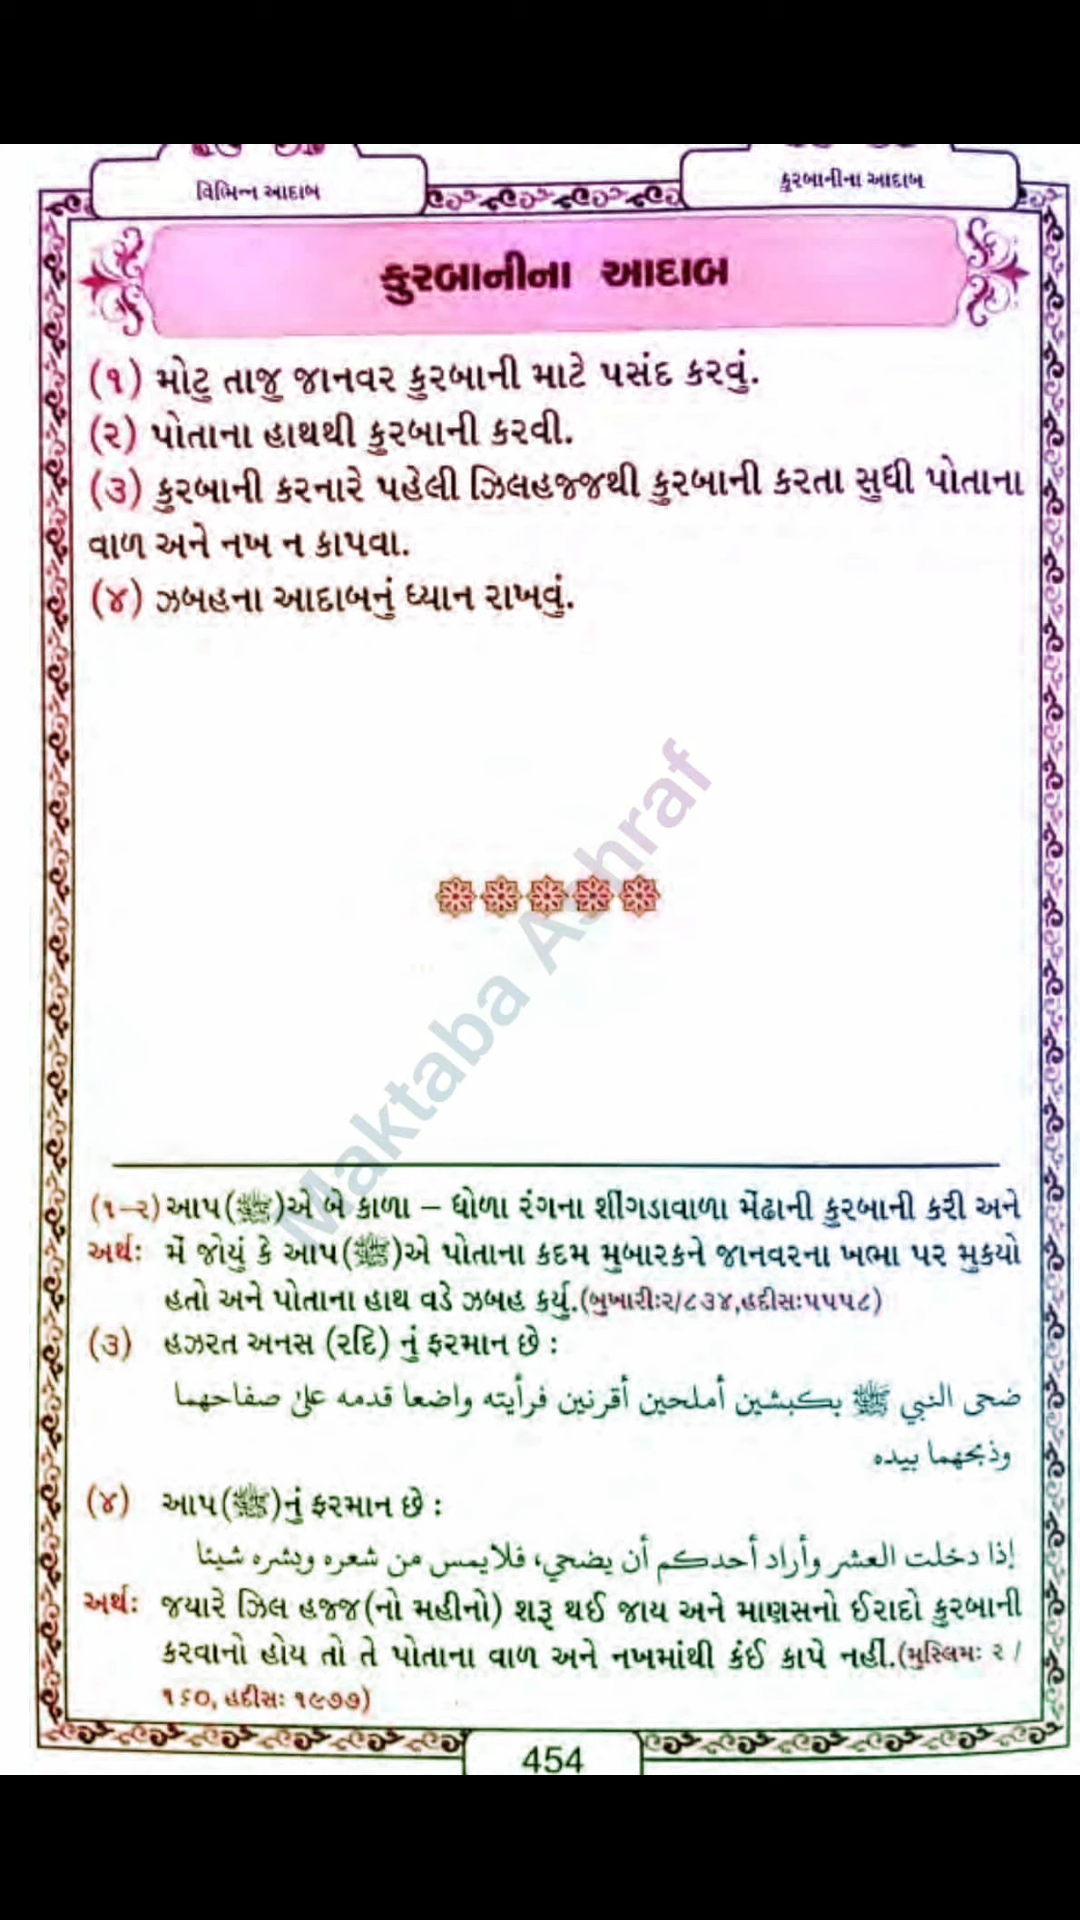 વિભિન્ન આદાબ
કુરબાનીના આદાબ
કુરબાનીના આદાબ
(૧) મોટુ તાજુ જાનવર કુરબાની માટે પસંદ કરવું.
(૨) પોતાના હાથથી કુરબાની કરવી.
(૩) કુરબાની કરનારે પહેલી ઝિલહજ્જથી કુરબાની કરતા સુધી પોતાના
વાળ અને નખ ન કાપવા.
(૪) ઝબહના આદાબનું ધ્યાન રાખવું.
Maktaba Ashraf
(૧–૨) આપ(ﷺ)એ બે કાળા – ધોળા રંગના શીંગડાવાળા મેંઢાની કુરબાની કરી અને
અર્થઃ મેં જોયું કે આપ(ﷺ)એ પોતાના કદમ મુબારકને જાનવરના ખભા પર મુકયો
હતો અને પોતાના હાથ વડે ઝબહ કર્યુ.(બુખારીઃ૨/૮૩૪,હદીસઃ૫૫૫૮)
(૩) હઝરત અનસ (રદિ) નું ફરમાન છે :
ضحى النبي ﷺ بكبشين أملحين أقرنين فرأيته واضعا قدمه على صفاحهما
وذبحهما بيده
(૪) આપ(ﷺ)નું ફરમાન છે :
إذا دخلت العشر وأراد أحدكم أن يضحي، فلا يمس من شعره وبشره شيئا
અર્થઃ જયારે ઝિલ હજ્જ(નો મહીનો) શરૂ થઈ જાય અને માણસનો ઈરાદો કુરબાની
કરવાનો હોય તો તે પોતાના વાળ અને નખમાંથી કંઈ કાપે નહીં.(મુસ્લિમઃ ૨ /
૧૬૦, હદીસઃ ૧૯૭૭)
454